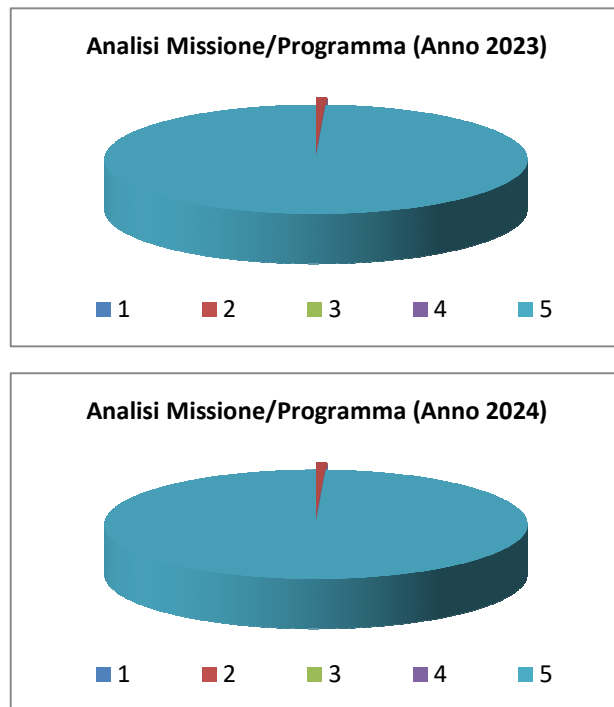 Analisi Missione/Programma (Anno 2023)
1 2 3 4 5
Analisi Missione/Programma (Anno 2024)
1 2 3 4 5